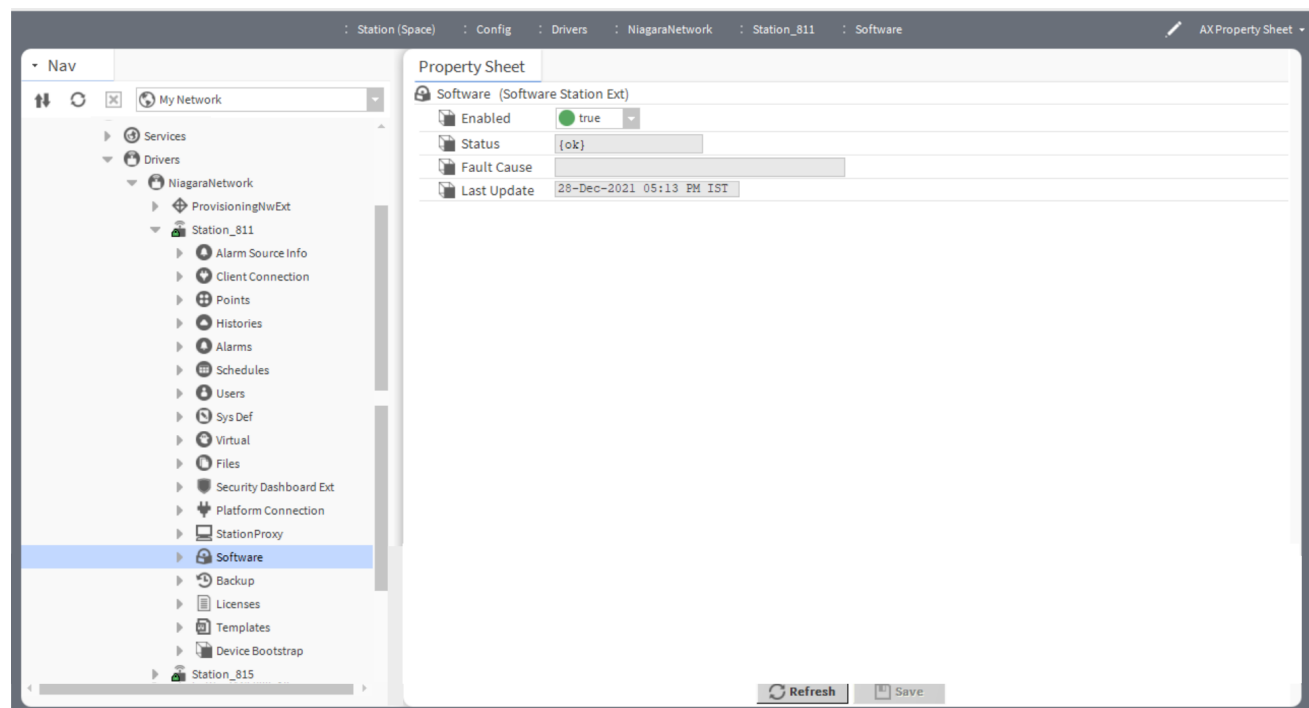 : Station (Space) : Config : Drivers : NiagaraNetwork : Station_811 : Software AX Property Sheet
Nav
My Network
Services
Drivers
NiagaraNetwork
ProvisioningNwExt
Station_811
Alarm Source Info
Client Connection
Points
Histories
Alarms
Schedules
Users
Sys Def
Virtual
Files
Security Dashboard Ext
Platform Connection
StationProxy
Software
Backup
Licenses
Templates
Device Bootstrap
Station_815
Property Sheet
Software (Software Station Ext)
Enabled true
Status {ok}
Fault Cause
Last Update 28-Dec-2021 05:13 PM IST
Refresh Save